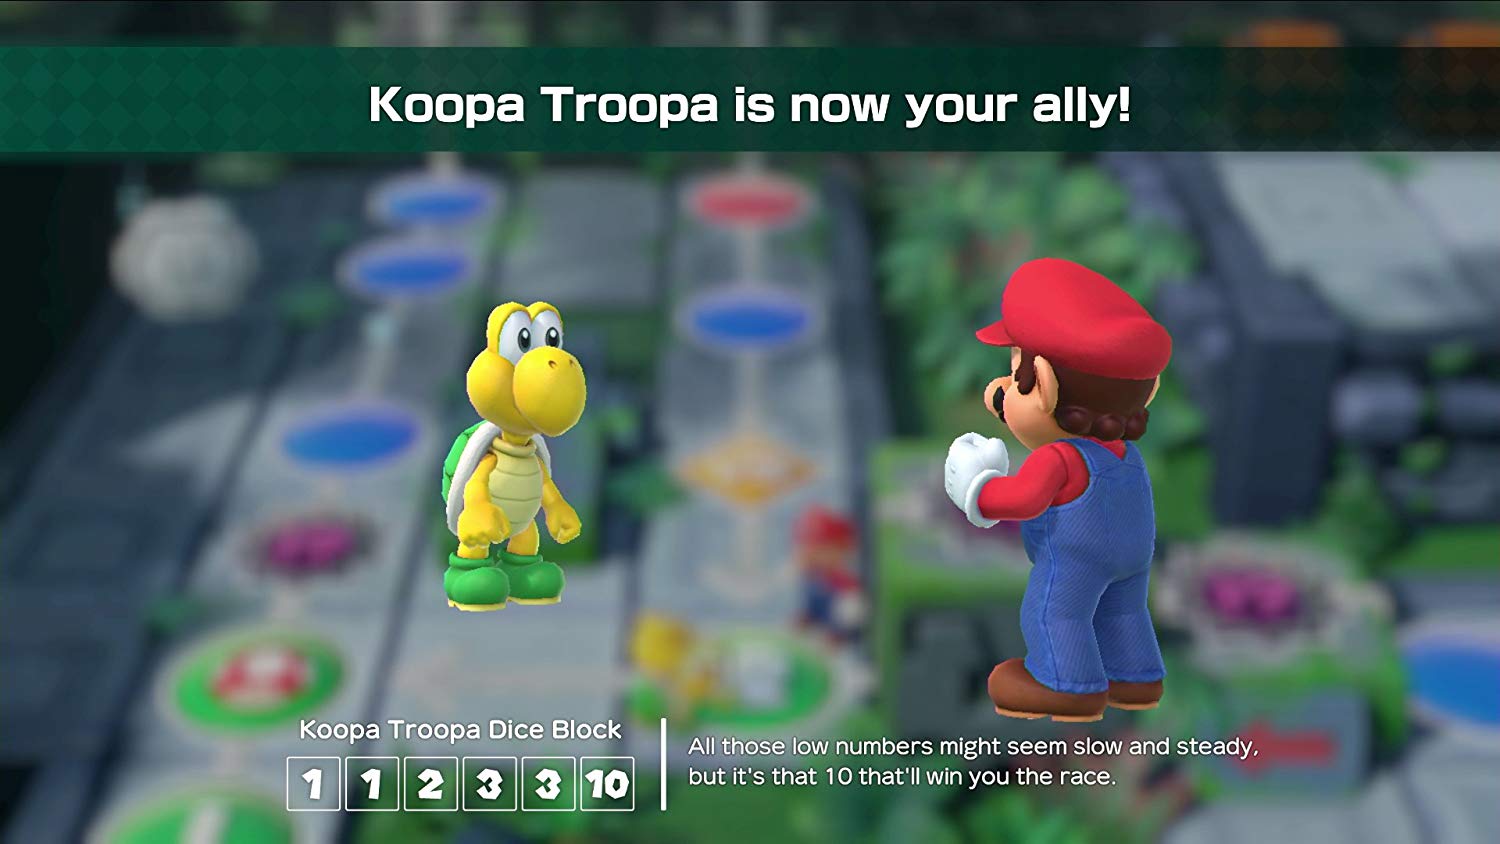 Koopa Troopa is now your ally!
Koopa Troopa Dice Block
1 1 2 3 3 10
All those low numbers might seem slow and steady,
but it's that 10 that'll win you the race.